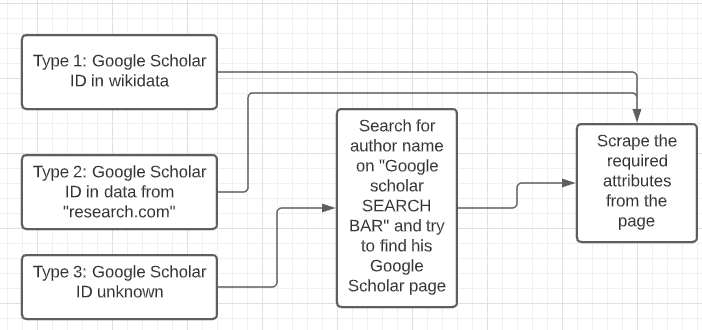 Type 1: Google Scholar
ID in wikidata
Type 2: Google Scholar
ID in data from
"research.com"
Type 3: Google Scholar
ID unknown
Search for
author name
on "Google
scholar
SEARCH
BAR" and try
to find his
Google
Scholar page
Scrape the
required
attributes
from the
page